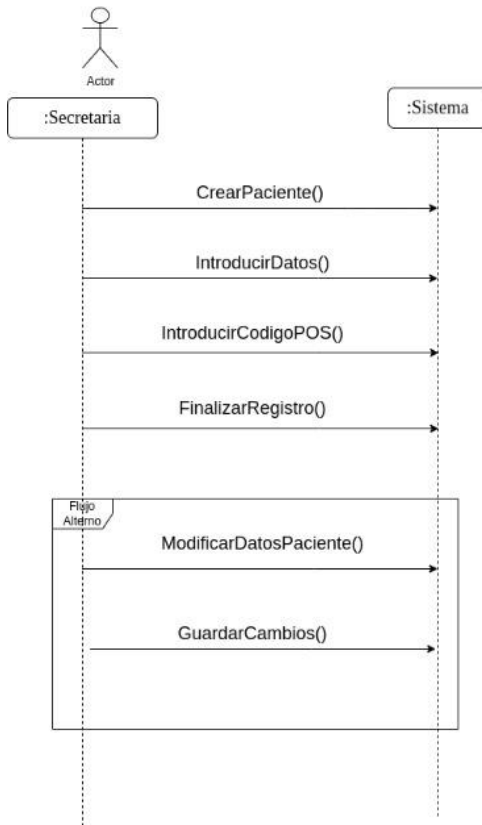 Actor
:Secretaria
:Sistema
CrearPaciente()
IntroducirDatos()
IntroducirCodigoPOS()
FinalizarRegistro()
Flujo
Alterno
ModificarDatosPaciente()
GuardarCambios()